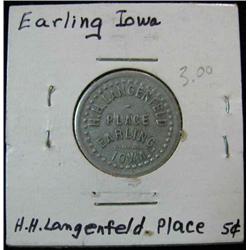 Earling Iowa
3.00
H.H. LANGENFELD
PLACE
EARLING,
IOWA
H.H. Langenfeld Place 5¢